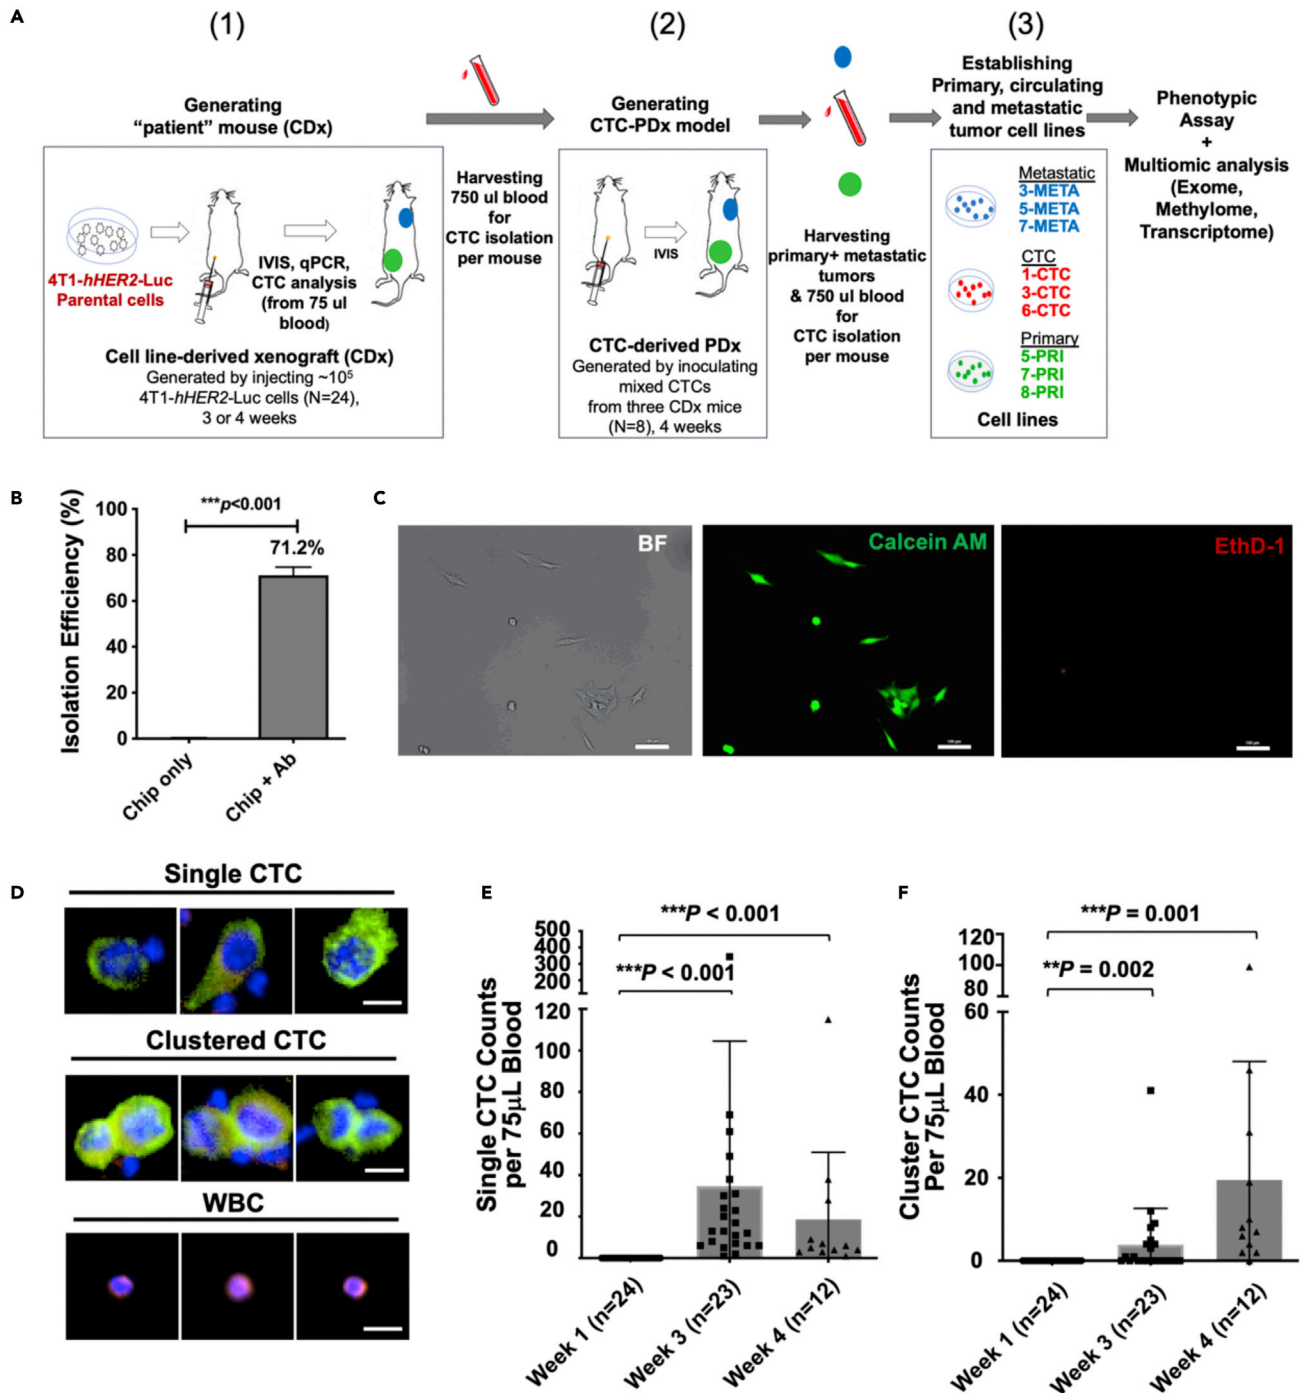 A
(1)
(2)
(3)
Generating
“patient” mouse (CDx)
4T1-hHER2-Luc
Parental cells
IVIS, qPCR,
CTC analysis
(from 75 ul
blood)
Cell line-derived xenograft (CDx)
Generated by injecting ~10⁵
4T1-hHER2-Luc cells (N=24),
3 or 4 weeks
Harvesting
750 ul blood
for
CTC isolation
per mouse
Generating
CTC-PDx model
IVIS
CTC-derived PDx
Generated by inoculating
mixed CTCs
from three CDx mice
(N=8), 4 weeks
Harvesting
primary+ metastatic
tumors
& 750 ul blood
for
CTC isolation
per mouse
Establishing
Primary, circulating
and metastatic
tumor cell lines
Metastatic
3-META
5-META
7-META
CTC
1-CTC
3-CTC
6-CTC
Primary
5-PRI
7-PRI
8-PRI
Cell lines
Phenotypic
Assay
+
Multiomic analysis
(Exome,
Methylome,
Transcriptome)
B
Isolation Efficiency (%)
100
80
60
40
20
0
***p<0.001
71.2%
Chip only
Chip + Ab
C
BF
Calcein AM
EthD-1
D
Single CTC
Clustered CTC
WBC
E
Single CTC Counts
per 75μL Blood
500
400
300
200
120
100
80
60
40
20
0
***P < 0.001
***P < 0.001
Week 1 (n=24)
Week 3 (n=23)
Week 4 (n=12)
F
Cluster CTC Counts
Per 75μL Blood
120
100
80
60
40
20
0
***P = 0.001
**P = 0.002
Week 1 (n=24)
Week 3 (n=23)
Week 4 (n=12)